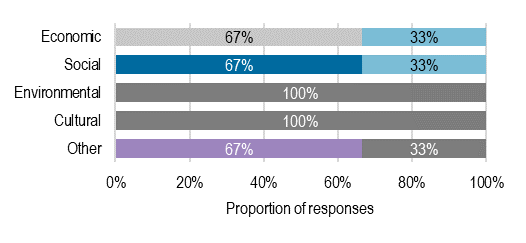 Economic 67% 33%
Social 67% 33%
Environmental 100%
Cultural 100%
Other 67% 33%
0% 20% 40% 60% 80% 100%
Proportion of responses